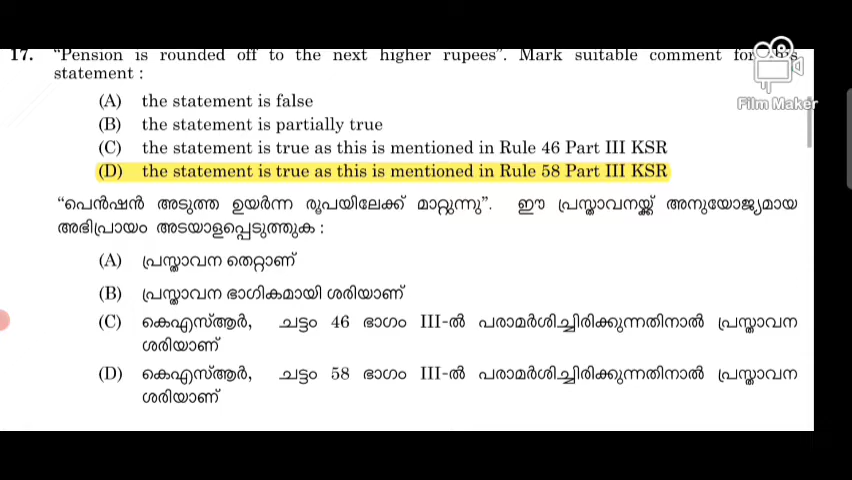 17. “Pension is rounded off to the next higher rupees”. Mark suitable comment for this
statement :
(A) the statement is false
(B) the statement is partially true
(C) the statement is true as this is mentioned in Rule 46 Part III KSR
(D) the statement is true as this is mentioned in Rule 58 Part III KSR
“പെൻഷൻ അടുത്ത ഉയർന്ന രൂപയിലേക്ക് മാറ്റുന്നു”. ഈ പ്രസ്താവനയ്ക്ക് അനുയോജ്യമായ
അഭിപ്രായം അടയാളപ്പെടുത്തുക :
(A) പ്രസ്താവന തെറ്റാണ്
(B) പ്രസ്താവന ഭാഗികമായി ശരിയാണ്
(C) കെഎസ്ആർ, ചട്ടം 46 ഭാഗം III-ൽ പരാമർശിച്ചിരിക്കുന്നതിനാൽ പ്രസ്താവന
ശരിയാണ്
(D) കെഎസ്ആർ, ചട്ടം 58 ഭാഗം III-ൽ പരാമർശിച്ചിരിക്കുന്നതിനാൽ പ്രസ്താവന
ശരിയാണ്
Film Maker